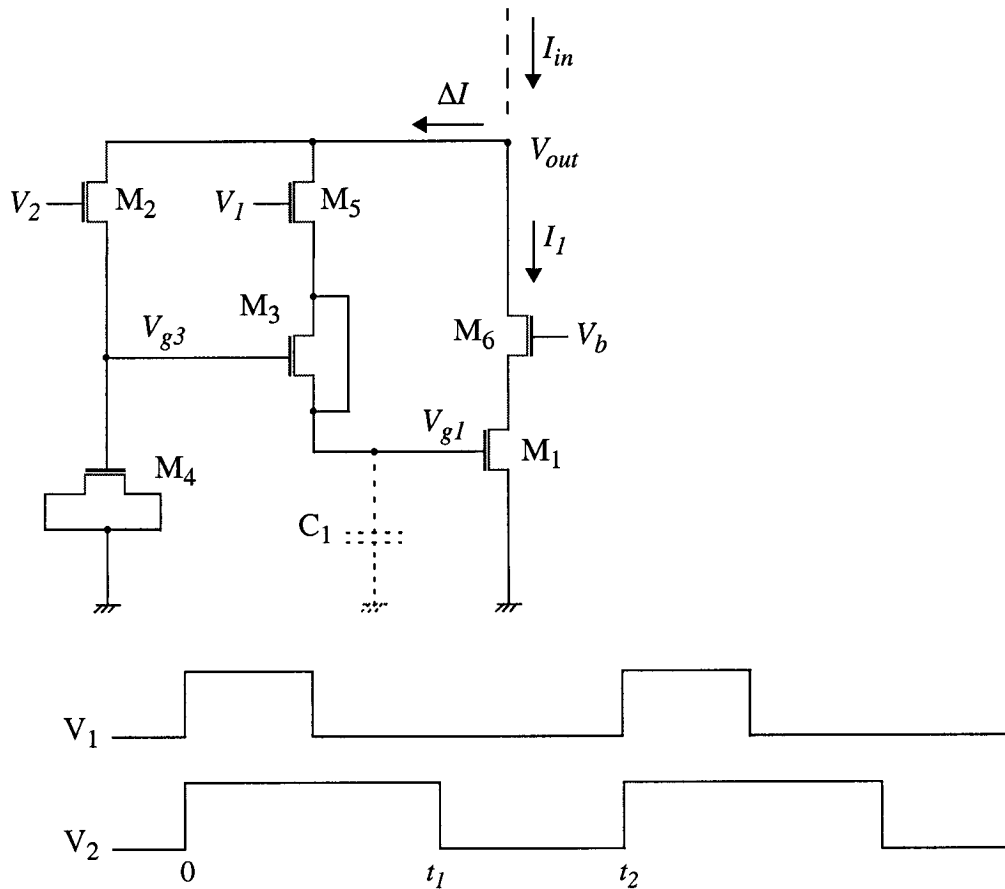 I_in
ΔI
V_out
V_2
M_2
V_1
M_5
I_1
M_3
V_g3
M_6
V_b
V_g1
M_1
M_4
C_1
V_1
V_2
0
t_1
t_2